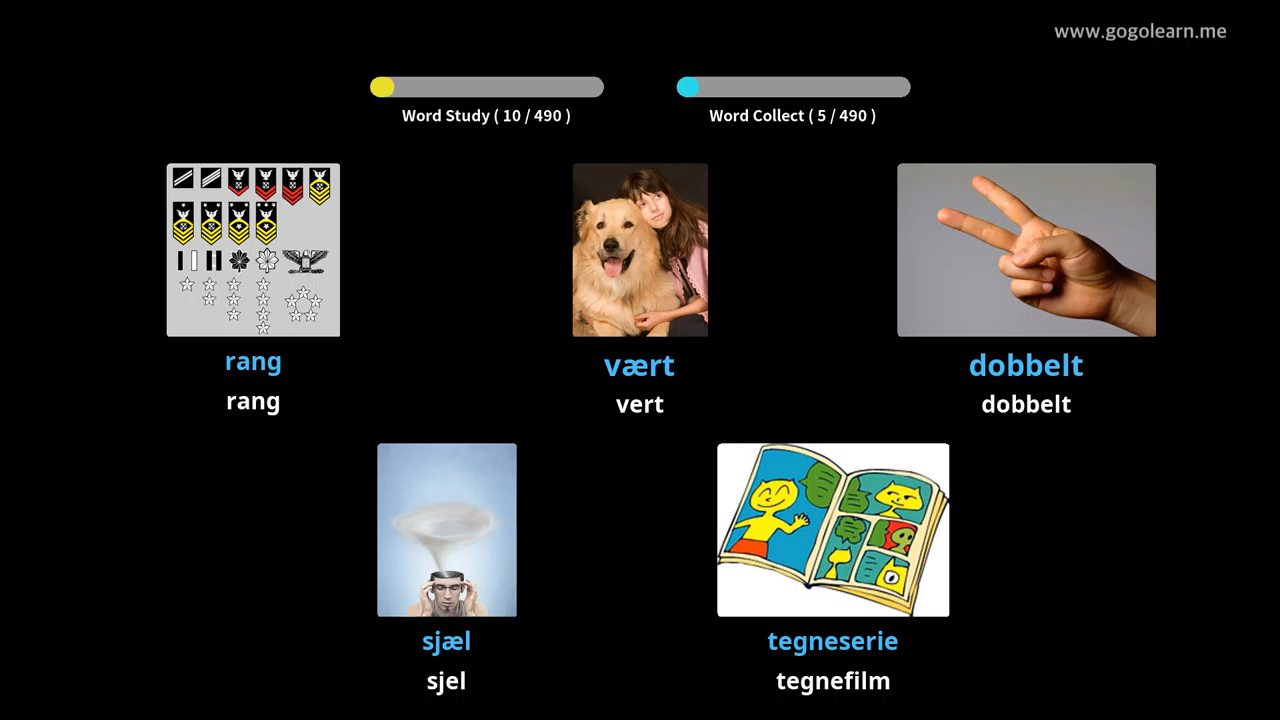 www.gogolearn.me
Word Study ( 10 / 490 )
Word Collect ( 5 / 490 )
rang
rang
vært
vert
dobbelt
dobbelt
sjæl
sjel
tegneserie
tegnefilm